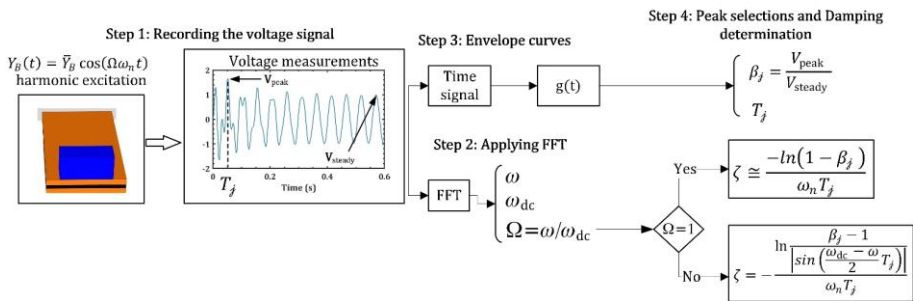 Step 1: Recording the voltage signal
Y_B(t) = Ȳ_B cos(Ωω_n t)
harmonic excitation
Voltage measurements
V_peak
V_steady
2
1
0
-1
-2
0 0.2 0.4 0.6
T_j
Time (s)
Step 3: Envelope curves
Time
signal
g(t)
Step 2: Applying FFT
FFT
ω
ω_dc
Ω=ω/ω_dc
Ω=1
Yes
No
Step 4: Peak selections and Damping
determination
β_j = V_peak / V_steady
T_j
ζ ≅ -ln(1 − β_j) / ω_n T_j
ζ = − ln (β_j − 1 / |sin((ω_dc − ω / 2) T_j)|) / ω_n T_j